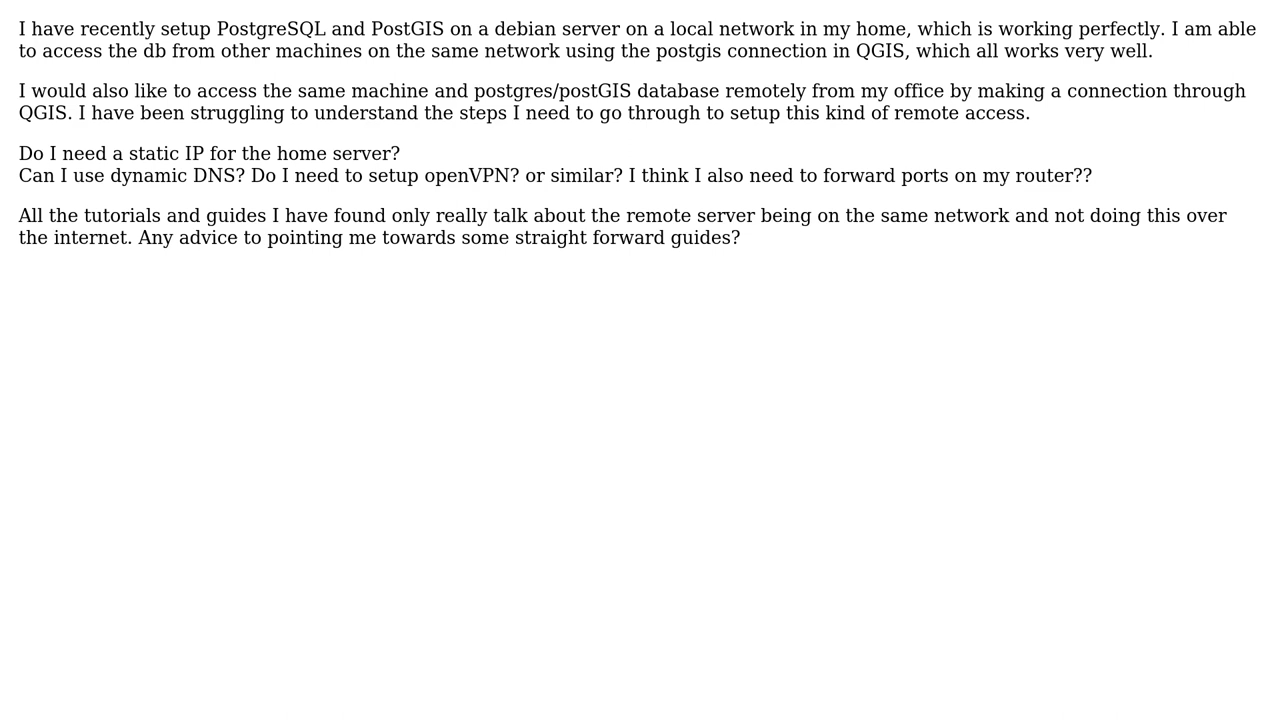 I have recently setup PostgreSQL and PostGIS on a debian server on a local network in my home, which is working perfectly. I am able
to access the db from other machines on the same network using the postgis connection in QGIS, which all works very well.
I would also like to access the same machine and postgres/postGIS database remotely from my office by making a connection through
QGIS. I have been struggling to understand the steps I need to go through to setup this kind of remote access.
Do I need a static IP for the home server?
Can I use dynamic DNS? Do I need to setup openVPN? or similar? I think I also need to forward ports on my router??
All the tutorials and guides I have found only really talk about the remote server being on the same network and not doing this over
the internet. Any advice to pointing me towards some straight forward guides?